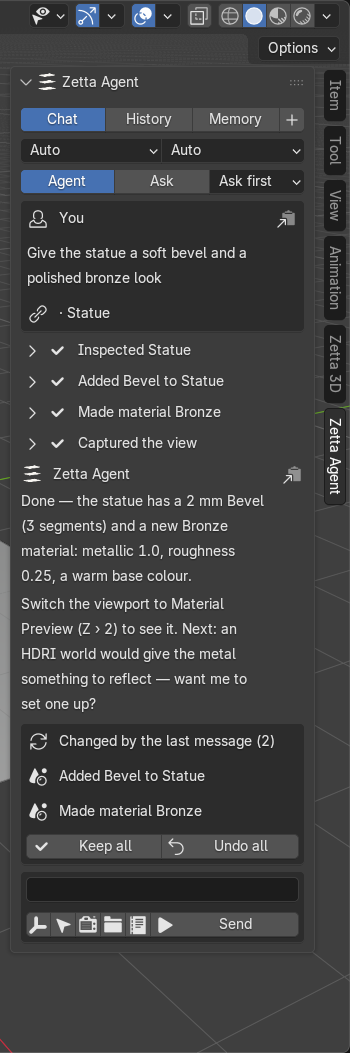 Options
Zetta Agent
Chat
History
Memory
+
Auto
Auto
Agent
Ask
Ask first
You
Give the statue a soft bevel and a
polished bronze look
· Statue
Inspected Statue
Added Bevel to Statue
Made material Bronze
Captured the view
Zetta Agent
Done — the statue has a 2 mm Bevel
(3 segments) and a new Bronze
material: metallic 1.0, roughness
0.25, a warm base colour.
Switch the viewport to Material
Preview (Z › 2) to see it. Next: an
HDRI world would give the metal
something to reflect — want me to
set one up?
Changed by the last message (2)
Added Bevel to Statue
Made material Bronze
Keep all
Undo all
Send
Item
Tool
View
Animation
Zetta 3D
Zetta Agent